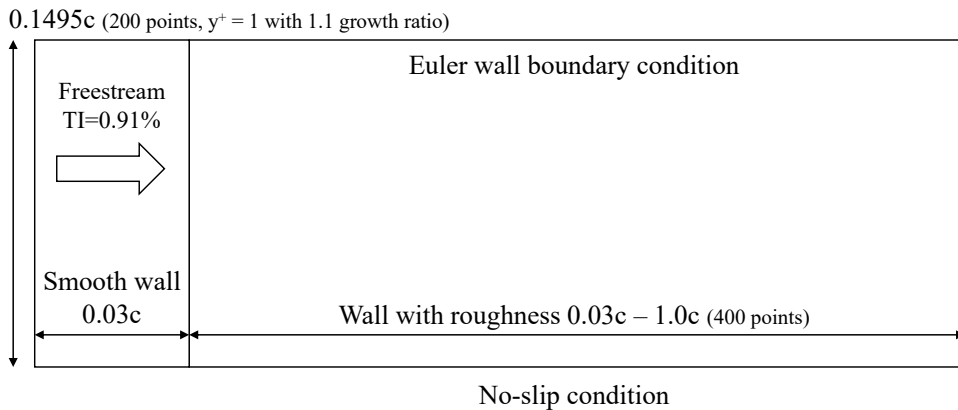 0.1495c (200 points, y⁺ = 1 with 1.1 growth ratio)
Euler wall boundary condition
Freestream
TI=0.91%
Smooth wall
0.03c
Wall with roughness 0.03c – 1.0c (400 points)
No-slip condition